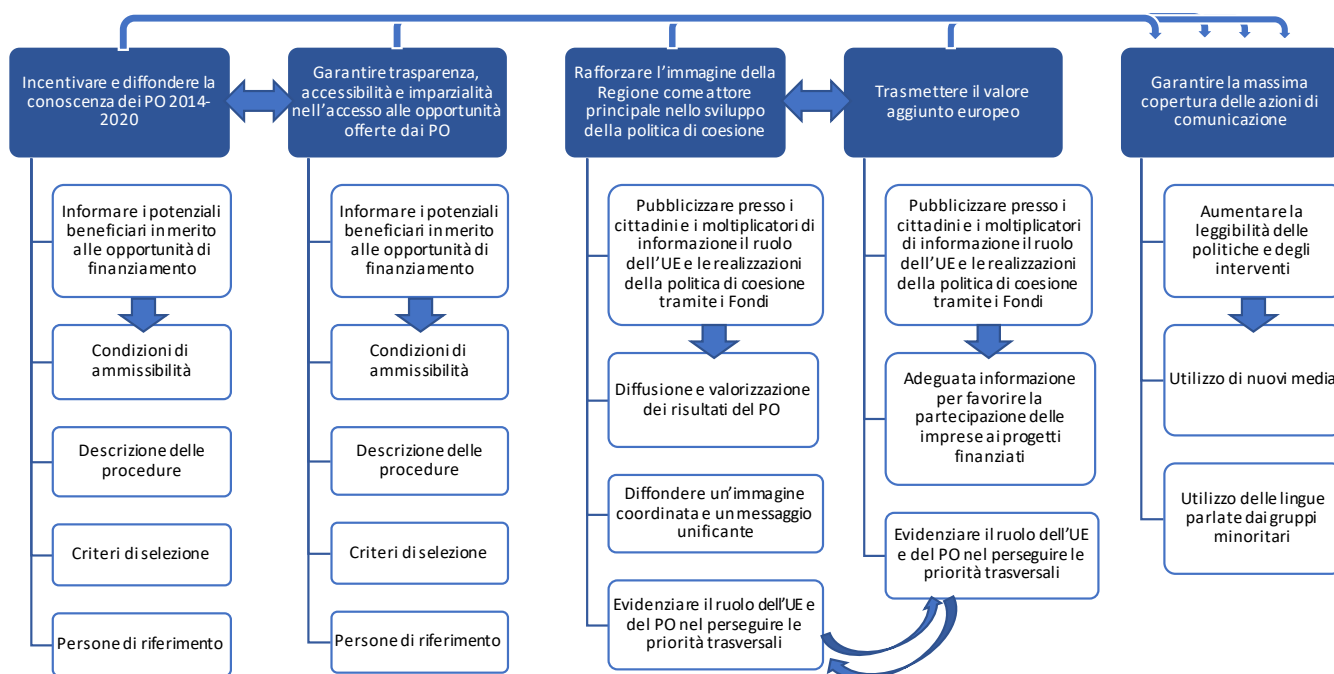 Incentivare e diffondere la
conoscenza dei PO 2014-
2020
Informare i potenziali
beneficiari in merito
alle opportunità di
finanziamento
Condizioni di
ammissibilità
Descrizione delle
procedure
Criteri di selezione
Persone di riferimento
Garantire trasparenza,
accessibilità e imparzialità
nell'accesso alle opportunità
offerte dai PO
Informare i potenziali
beneficiari in merito
alle opportunità di
finanziamento
Condizioni di
ammissibilità
Descrizione delle
procedure
Criteri di selezione
Persone di riferimento
Rafforzare l'immagine della
Regione come attore
principale nello sviluppo
della politica di coesione
Pubblicizzare presso i
cittadini e i moltiplicatori di
informazione il ruolo
dell'UE e le realizzazioni
della politica di coesione
tramite i Fondi
Diffusione e valorizzazione
dei risultati del PO
Diffondere un'immagine
coordinata e un messaggio
unificante
Evidenziare il ruolo dell'UE e
del PO nel perseguire le
priorità trasversali
Trasmettere il valore
aggiunto europeo
Pubblicizzare presso i
cittadini e i moltiplicatori
di informazione il ruolo
dell'UE e le realizzazioni
della politica di coesione
tramite i Fondi
Adeguata informazione
per favorire la
partecipazione delle
imprese ai progetti
finanziati
Evidenziare il ruolo dell'UE
e del PO nel perseguire le
priorità trasversali
Garantire la massima
copertura delle azioni di
comunicazione
Aumentare la
leggibilità delle
politiche e degli
interventi
Utilizzo di nuovi media
Utilizzo delle lingue
parlate dai gruppi
minoritari